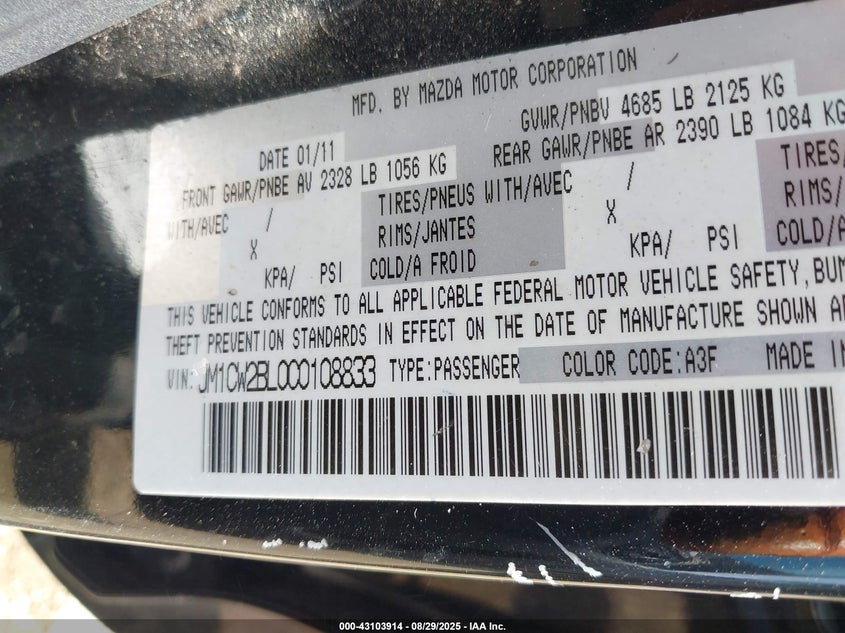 MFD. BY MAZDA MOTOR CORPORATION
DATE 01/11 GVWR/PNBV 4685 LB 2125 KG
FRONT GAWR/PNBE AV 2328 LB 1056 KG REAR GAWR/PNBE AR 2390 LB 1084 KG
WITH/AVEC / TIRES/PNEUS WITH/AVEC / TIRES/
X RIMS/JANTES X RIMS/
KPA/ PSI COLD/A FROID KPA/ PSI COLD/A
THIS VEHICLE CONFORMS TO ALL APPLICABLE FEDERAL MOTOR VEHICLE SAFETY, BUM
THEFT PREVENTION STANDARDS IN EFFECT ON THE DATE OF MANUFACTURE SHOWN
VIN: JM1CW2BL0C0108833 TYPE:PASSENGER COLOR CODE:A3F MADE IN
000-43103914 - 08/29/2025 - IAA Inc.